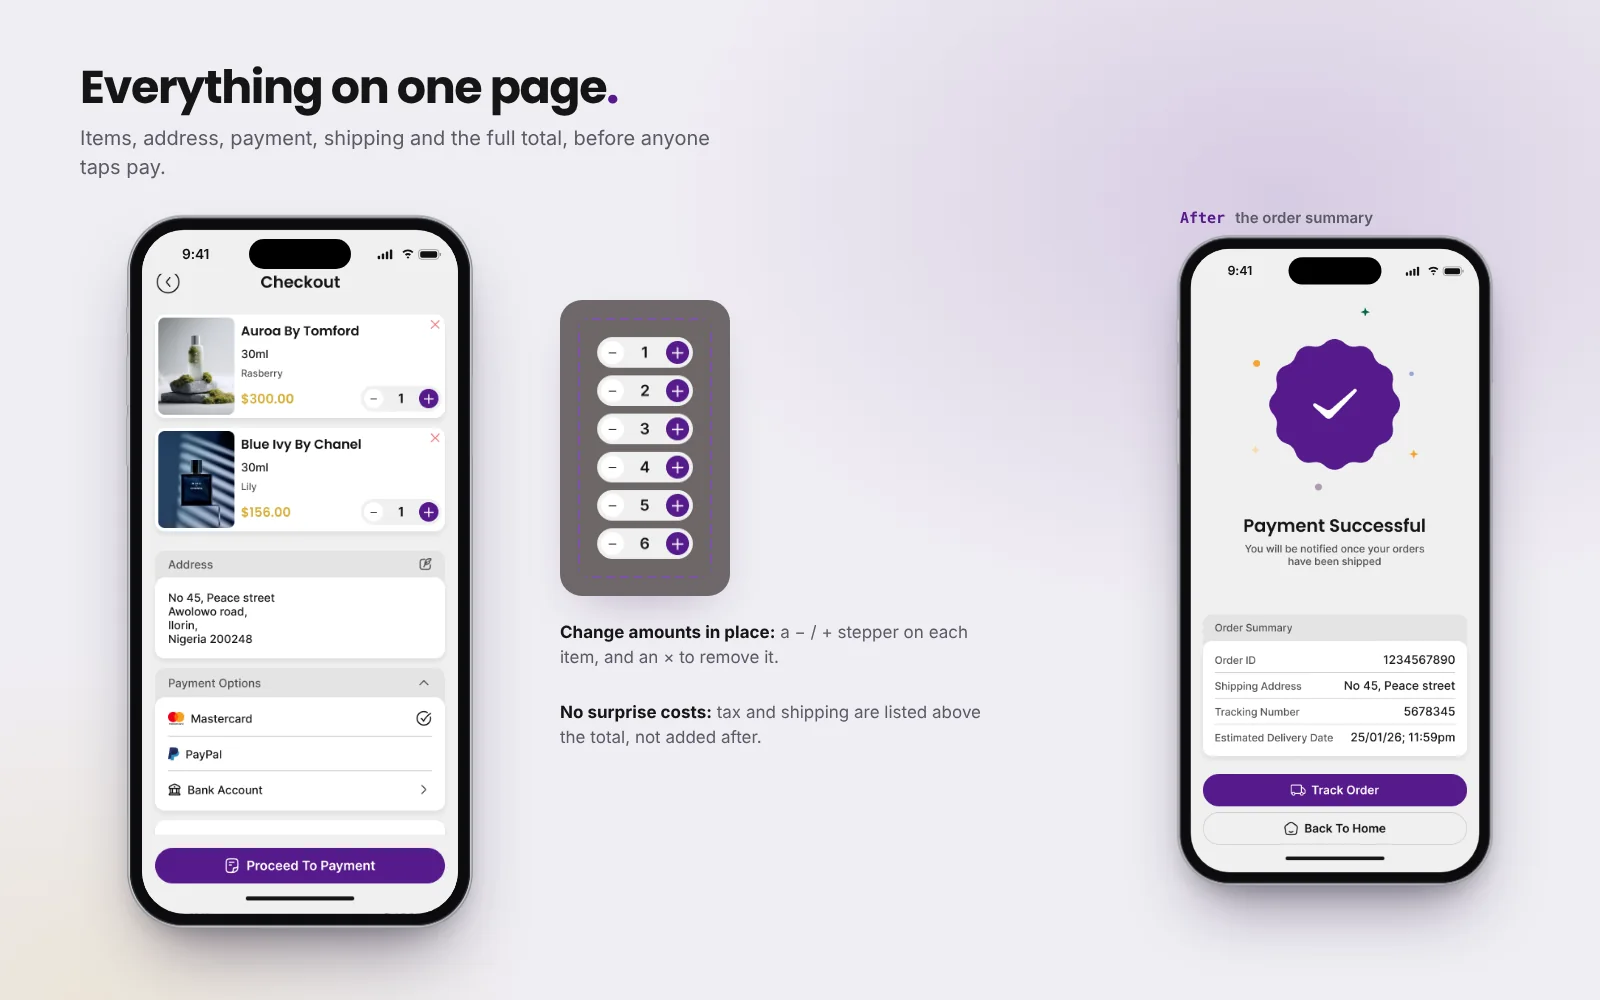 Everything on one page.
Items, address, payment, shipping and the full total, before anyone
taps pay.
9:41
Checkout
Auroa By Tomford
30ml
Rasberry
$300.00
− 1 +
Blue Ivy By Chanel
30ml
Lily
$156.00
− 1 +
Address
No 45, Peace street
Awolowo road,
Ilorin,
Nigeria 200248
Payment Options
Mastercard
PayPal
Bank Account
Proceed To Payment
− 1 +
− 2 +
− 3 +
− 4 +
− 5 +
− 6 +
Change amounts in place: a − / + stepper on each
item, and an × to remove it.
No surprise costs: tax and shipping are listed above
the total, not added after.
After the order summary
9:41
Payment Successful
You will be notified once your orders
have been shipped
Order Summary
Order ID 1234567890
Shipping Address No 45, Peace street
Tracking Number 5678345
Estimated Delivery Date 25/01/26; 11:59pm
Track Order
Back To Home